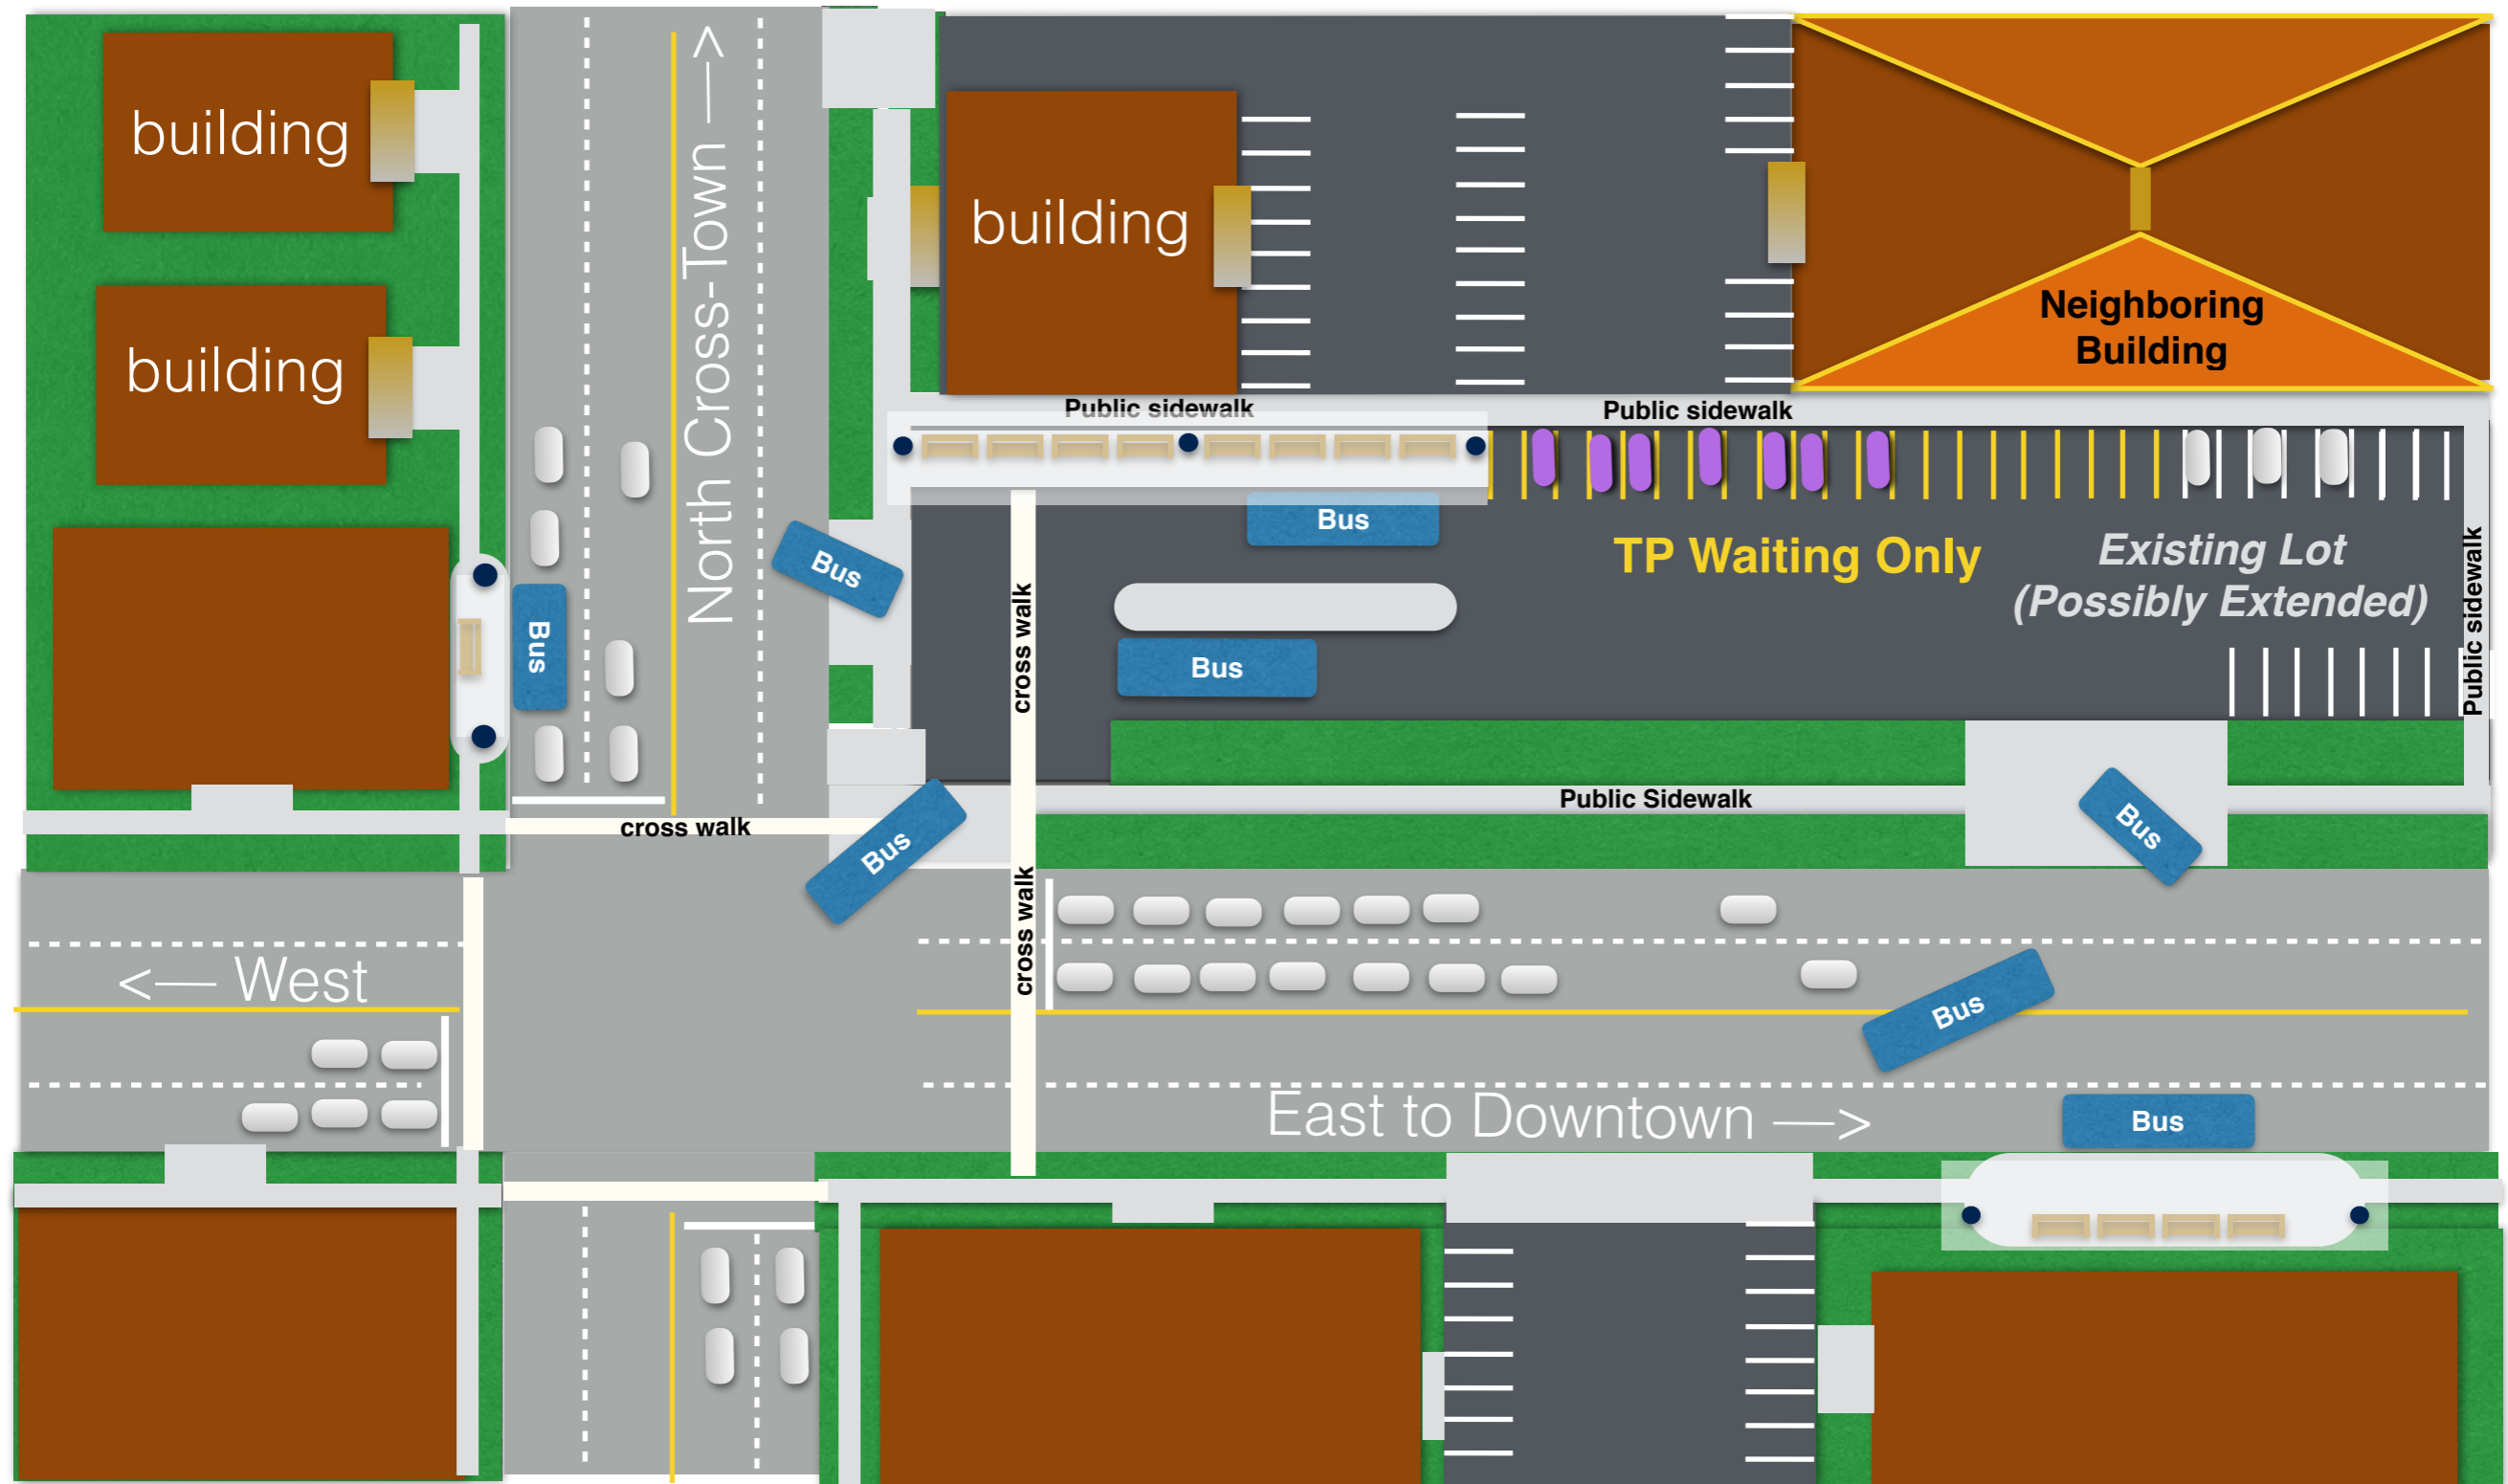 building
North Cross-Town —>
building
building
Neighboring
Building
Public sidewalk
Public sidewalk
Bus
Bus
TP Waiting Only
Existing Lot
(Possibly Extended)
Public sidewalk
cross walk
Bus
Bus
Public Sidewalk
cross walk
Bus
Bus
cross walk
<— West
Bus
East to Downtown —>
Bus